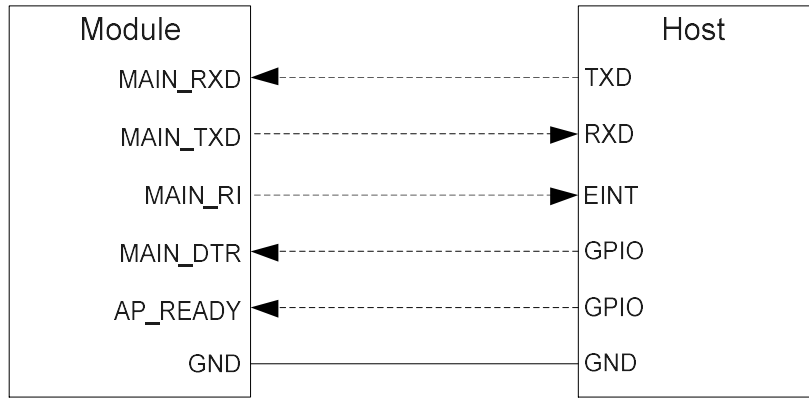 Module Host
MAIN_RXD TXD
MAIN_TXD RXD
MAIN_RI EINT
MAIN_DTR GPIO
AP_READY GPIO
GND GND